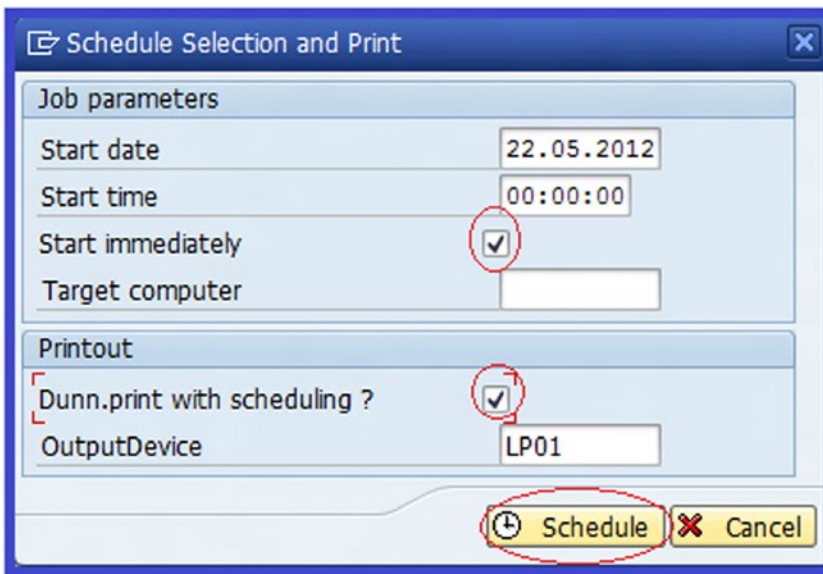 Schedule Selection and Print
Job parameters
Start date 22.05.2012
Start time 00:00:00
Start immediately
Target computer
Printout
Dunn.print with scheduling ?
OutputDevice LP01
Schedule Cancel